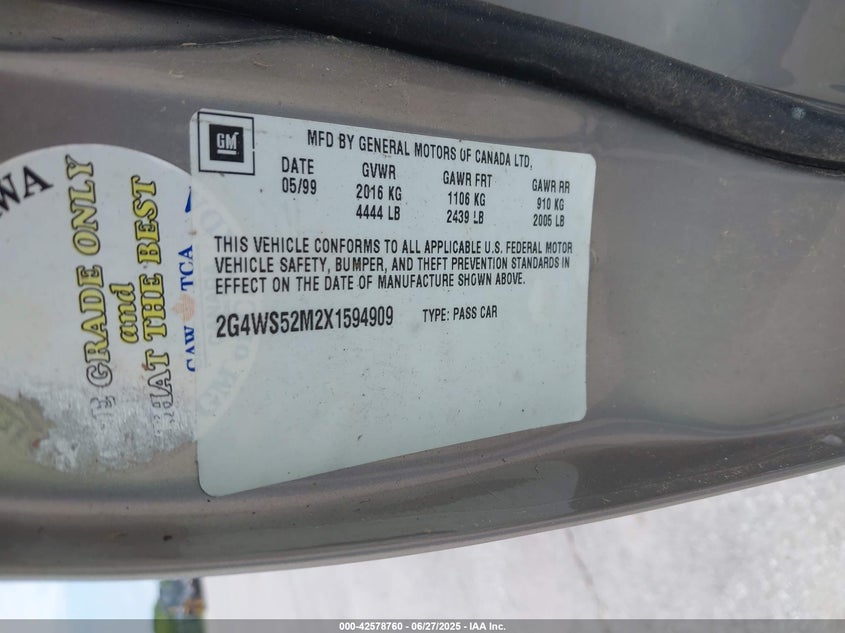 GM
MFD BY GENERAL MOTORS OF CANADA LTD.
DATE GVWR GAWR FRT GAWR RR
05/99 2016 KG 1106 KG 910 KG
4444 LB 2439 LB 2005 LB
THIS VEHICLE CONFORMS TO ALL APPLICABLE U.S. FEDERAL MOTOR
VEHICLE SAFETY, BUMPER, AND THEFT PREVENTION STANDARDS IN
EFFECT ON THE DATE OF MANUFACTURE SHOWN ABOVE.
2G4WS52M2X1594909 TYPE: PASS CAR
GRADE ONLY
and
THE BEST
CAW TCA
000-42578760 - 06/27/2025 - IAA Inc.